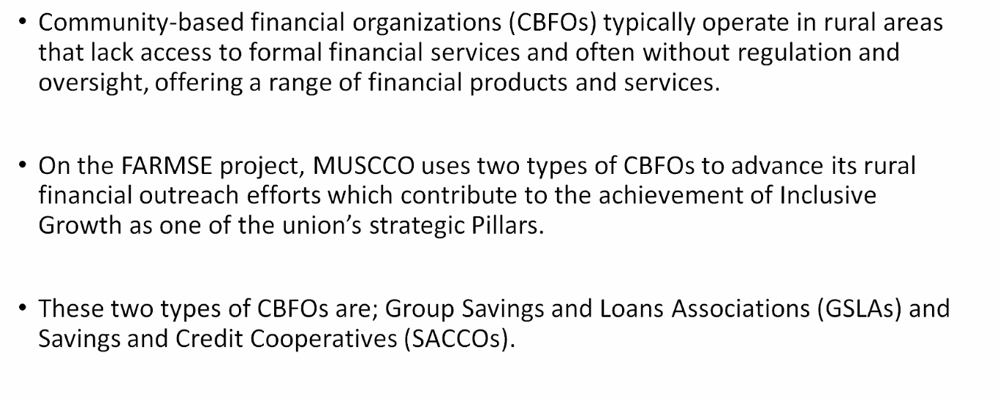 • Community-based financial organizations (CBFOs) typically operate in rural areas
that lack access to formal financial services and often without regulation and
oversight, offering a range of financial products and services.
• On the FARMSE project, MUSCCO uses two types of CBFOs to advance its rural
financial outreach efforts which contribute to the achievement of Inclusive
Growth as one of the union’s strategic Pillars.
• These two types of CBFOs are; Group Savings and Loans Associations (GSLAs) and
Savings and Credit Cooperatives (SACCOs).